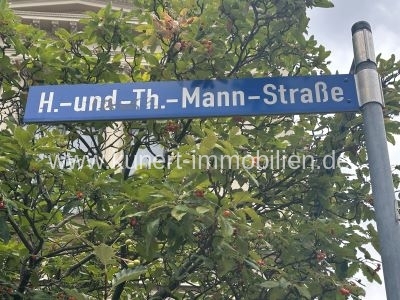 H.-und-Th.-Mann-Straße
www.kunert-immobilien.de